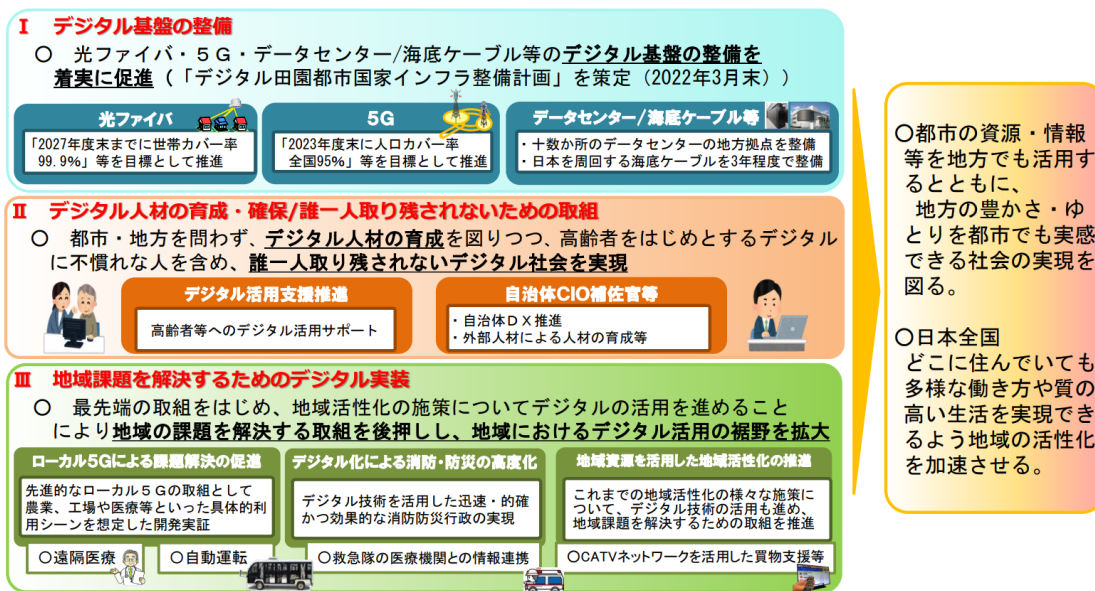 Ⅰ デジタル基盤の整備
○ 光ファイバ・５Ｇ・データセンター/海底ケーブル等のデジタル基盤の整備を
着実に促進（「デジタル田園都市国家インフラ整備計画」を策定（2022年3月末））
光ファイバ
「2027年度末までに世帯カバー率
99.9％」等を目標として推進
5G
「2023年度末に人口カバー率
全国95％」等を目標として推進
データセンター/海底ケーブル等
・十数か所のデータセンターの地方拠点を整備
・日本を周回する海底ケーブルを3年程度で整備
Ⅱ デジタル人材の育成・確保/誰一人取り残されないための取組
○ 都市・地方を問わず、デジタル人材の育成を図りつつ、高齢者をはじめとするデジタル
に不慣れな人を含め、誰一人取り残されないデジタル社会を実現
デジタル活用支援推進
高齢者等へのデジタル活用サポート
自治体CIO補佐官等
・自治体ＤＸ推進
・外部人材による人材の育成等
Ⅲ 地域課題を解決するためのデジタル実装
○ 最先端の取組をはじめ、地域活性化の施策についてデジタルの活用を進めること
により地域の課題を解決する取組を後押しし、地域におけるデジタル活用の裾野を拡大
ローカル5Gによる課題解決の促進
先進的なローカル５Ｇの取組として
農業、工場や医療等といった具体的利
用シーンを想定した開発実証
○遠隔医療
○自動運転
デジタル化による消防・防災の高度化
デジタル技術を活用した迅速・的確
かつ効果的な消防防災行政の実現
○救急隊の医療機関との情報連携
地域資源を活用した地域活性化の推進
これまでの地域活性化の様々な施策に
ついて、デジタル技術の活用も進め、
地域課題を解決するための取組を推進
○CATVネットワークを活用した買物支援等
○都市の資源・情報
等を地方でも活用す
るとともに、
地方の豊かさ・ゆ
とりを都市でも実感
できる社会の実現を
図る。
○日本全国
どこに住んでいても
多様な働き方や質の
高い生活を実現でき
るよう地域の活性化
を加速させる。